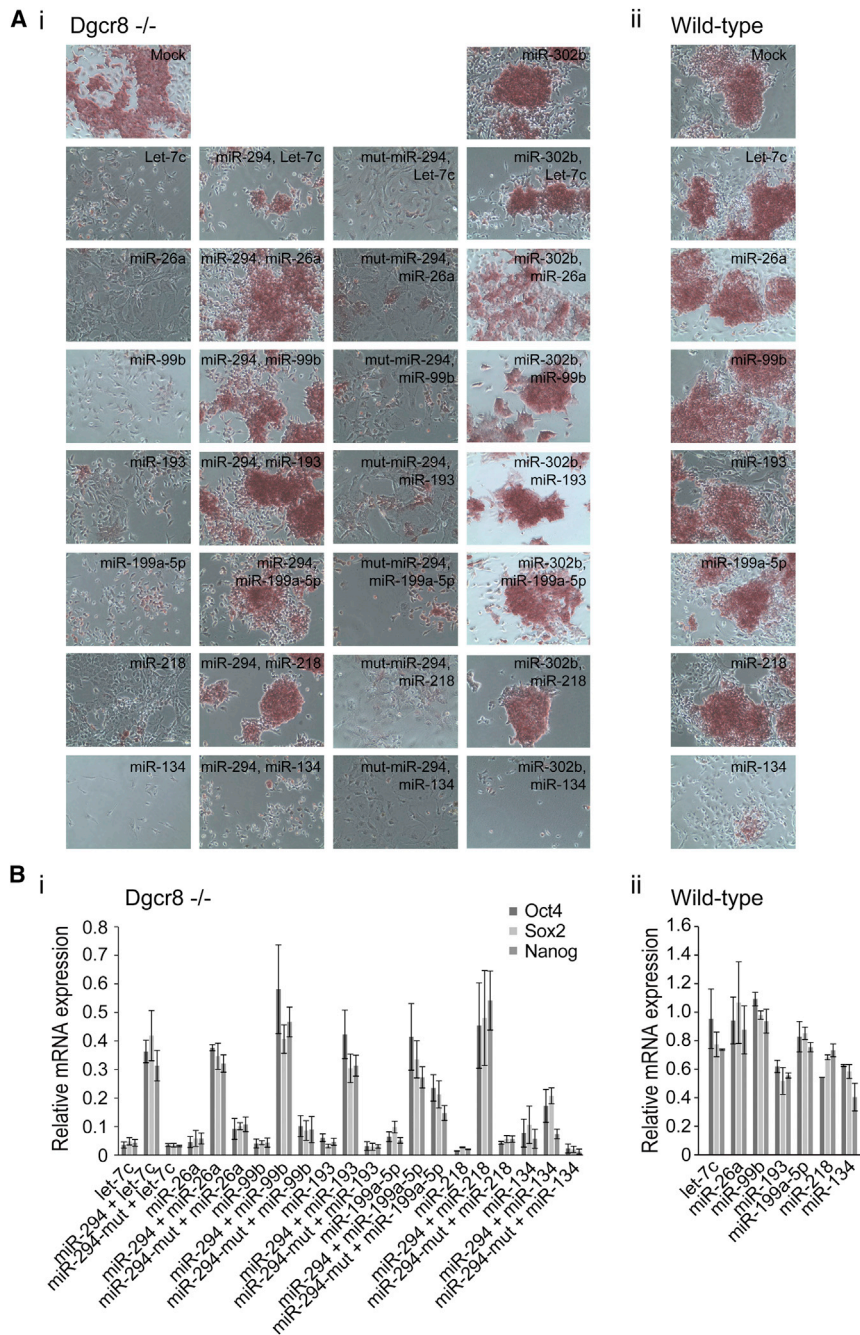 A i Dgcr8 -/- ii Wild-type
Mock miR-302b Mock
Let-7c miR-294, Let-7c mut-miR-294, miR-302b, Let-7c
Let-7c Let-7c
miR-26a miR-294, miR-26a mut-miR-294, miR-302b, miR-26a
miR-26a miR-26a
miR-99b miR-294, miR-99b mut-miR-294, miR-302b, miR-99b
miR-99b miR-99b
miR-193 miR-294, miR-193 mut-miR-294, miR-302b, miR-193
miR-193 miR-193
miR-199a-5p miR-294, mut-miR-294, miR-302b, miR-199a-5p
miR-199a-5p miR-199a-5p miR-199a-5p
miR-218 miR-294, miR-218 mut-miR-294, miR-302b, miR-218
miR-218 miR-218
miR-134 miR-294, miR-134 mut-miR-294, miR-302b, miR-134
miR-134 miR-134
B i Dgcr8 -/- ii Wild-type
Oct4
Sox2
Nanog
Relative mRNA expression
0.8
0.7
0.6
0.5
0.4
0.3
0.2
0.1
0
let-7c
miR-294 + let-7c
miR-294-mut + let-7c
miR-26a
miR-294 + miR-26a
miR-294-mut + miR-26a
miR-99b
miR-294 + miR-99b
miR-294-mut + miR-99b
miR-193
miR-294 + miR-193
miR-294-mut + miR-193
miR-199a-5p
miR-294 + miR-199a-5p
miR-294-mut + miR-199a-5p
miR-218
miR-294 + miR-218
miR-294-mut + miR-218
miR-134
miR-294 + miR-134
miR-294-mut + miR-134
Relative mRNA expression
1.6
1.4
1.2
1.0
0.8
0.6
0.4
0.2
0
let-7c
miR-26a
miR-99b
miR-193
miR-199a-5p
miR-218
miR-134